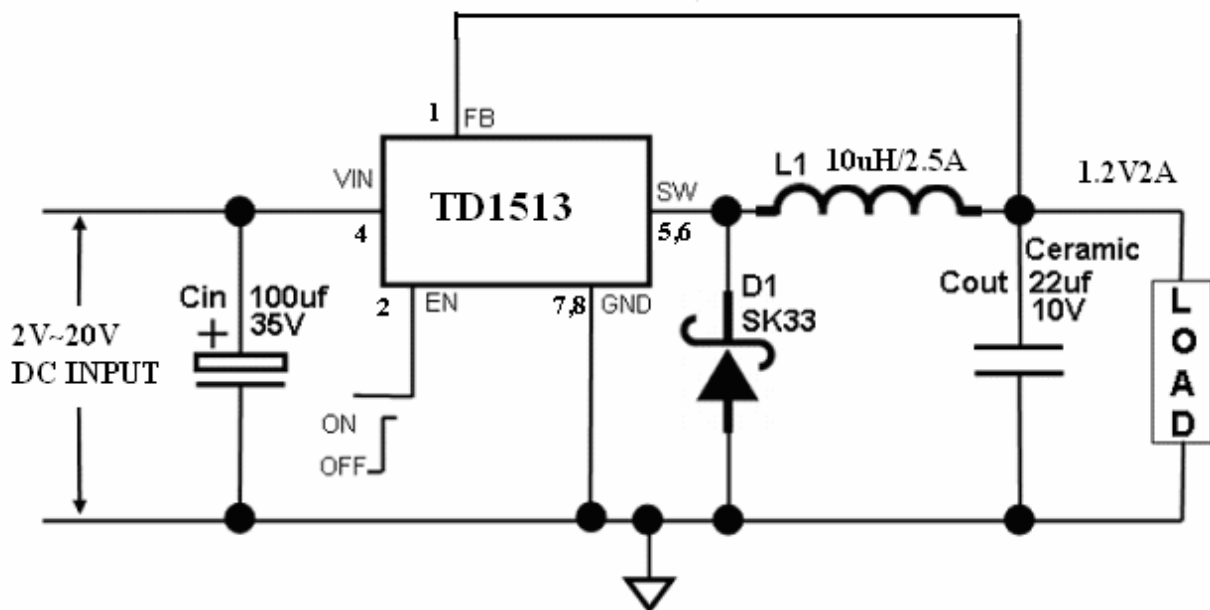 1
FB
VIN
TD1513
SW
4
5,6
L1
10uH/2.5A
1.2V2A
2
EN
7,8
GND
Cin
100uf
35V
+
2V~20V
DC INPUT
ON
OFF
D1
SK33
Cout
Ceramic
22uf
10V
L
O
A
D